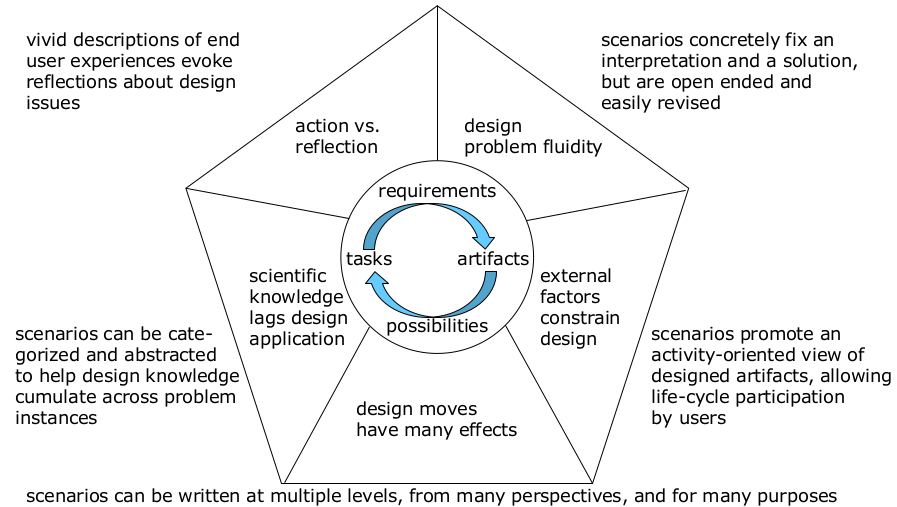 vivid descriptions of end
user experiences evoke
reflections about design
issues
scenarios concretely fix an
interpretation and a solution,
but are open ended and
easily revised
action vs.
reflection
design
problem fluidity
requirements
tasks
artifacts
possibilities
scientific
knowledge
lags design
application
external
factors
constrain
design
scenarios can be cate-
gorized and abstracted
to help design knowledge
cumulate across problem
instances
scenarios promote an
activity-oriented view of
designed artifacts, allowing
life-cycle participation
by users
design moves
have many effects
scenarios can be written at multiple levels, from many perspectives, and for many purposes